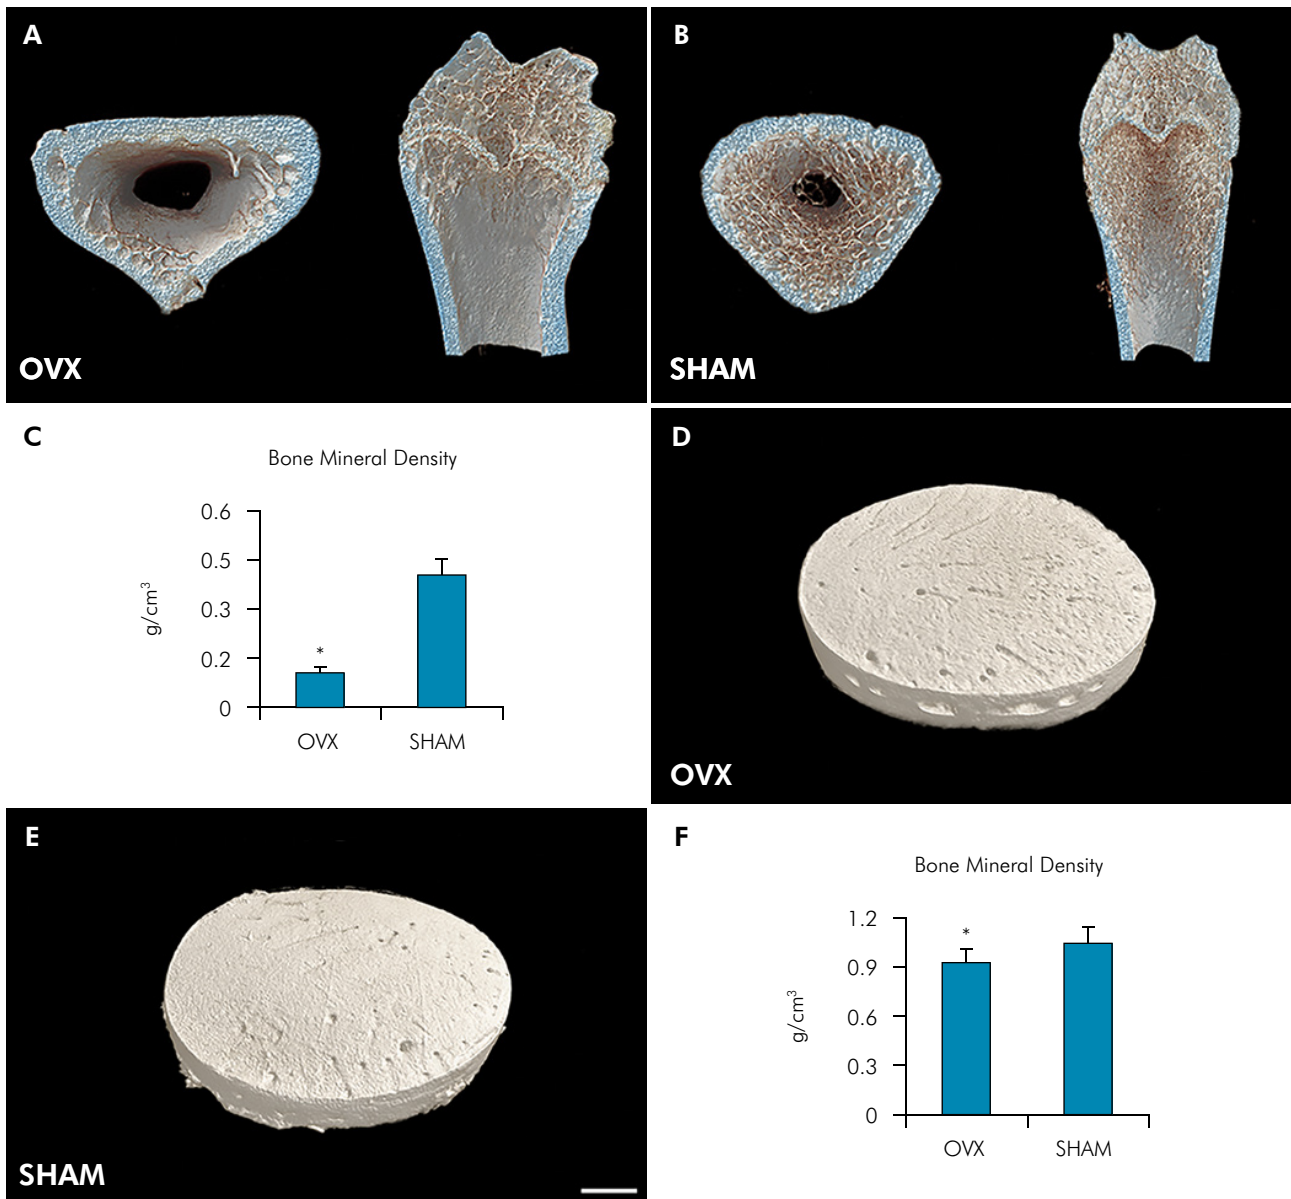 A
OVX
B
SHAM
C
Bone Mineral Density
g/cm³
0.6
0.5
0.3
0.2
0
*
OVX
SHAM
D
OVX
E
SHAM
F
Bone Mineral Density
g/cm³
1.2
0.9
0.6
0.3
0
*
OVX
SHAM